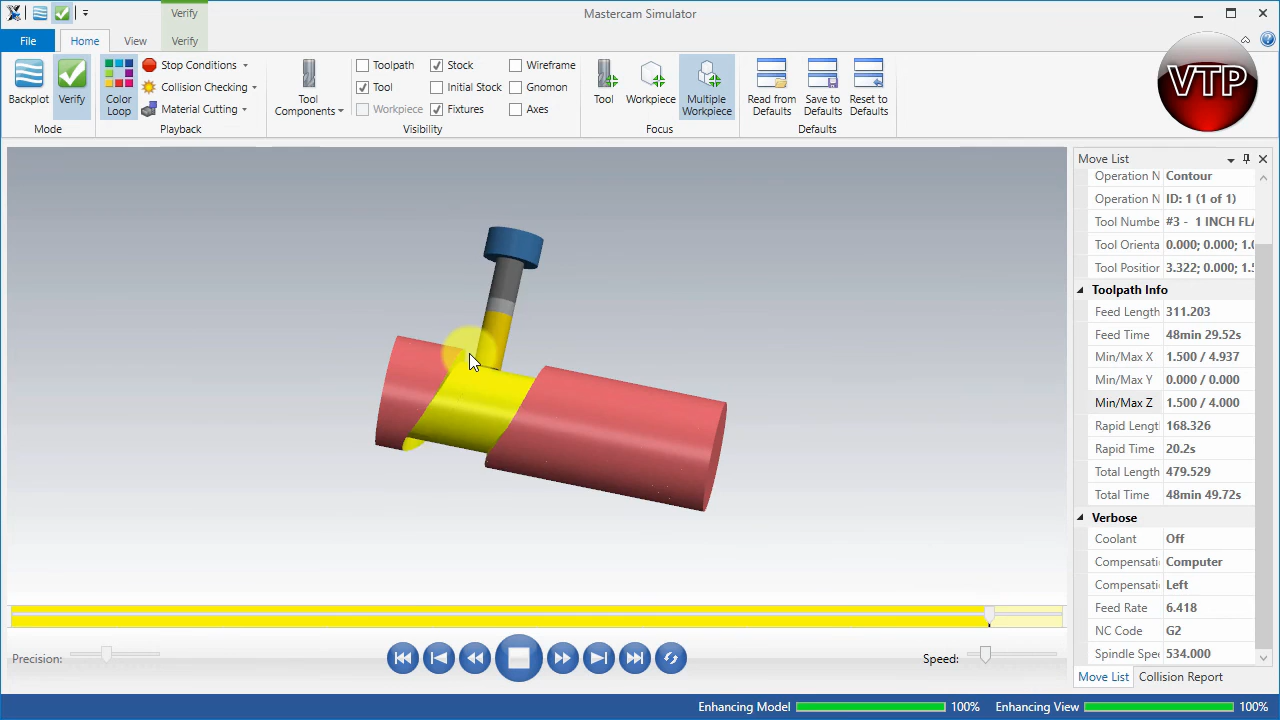 Verify
Mastercam Simulator
File
Home
View
Verify
Backplot
Verify
Mode
Color Loop
Stop Conditions
Collision Checking
Material Cutting
Playback
Tool Components
Toolpath
Tool
Workpiece
Stock
Initial Stock
Fixtures
Wireframe
Gnomon
Axes
Visibility
Tool
Workpiece
Multiple Workpiece
Focus
Read from Defaults
Save to Defaults
Reset to Defaults
Defaults
VTP
Move List
Operation N Contour
Operation N ID: 1 (1 of 1)
Tool Numbe #3 - 1 INCH FLA
Tool Orienta 0.000; 0.000; 1.0
Tool Position 3.322; 0.000; 1.5
Toolpath Info
Feed Length 311.203
Feed Time 48min 29.52s
Min/Max X 1.500 / 4.937
Min/Max Y 0.000 / 0.000
Min/Max Z 1.500 / 4.000
Rapid Lengt 168.326
Rapid Time 20.2s
Total Length 479.529
Total Time 48min 49.72s
Verbose
Coolant Off
Compensati Computer
Compensati Left
Feed Rate 6.418
NC Code G2
Spindle Spee 534.000
Move List
Collision Report
Precision:
Speed:
Enhancing Model 100%
Enhancing View 100%